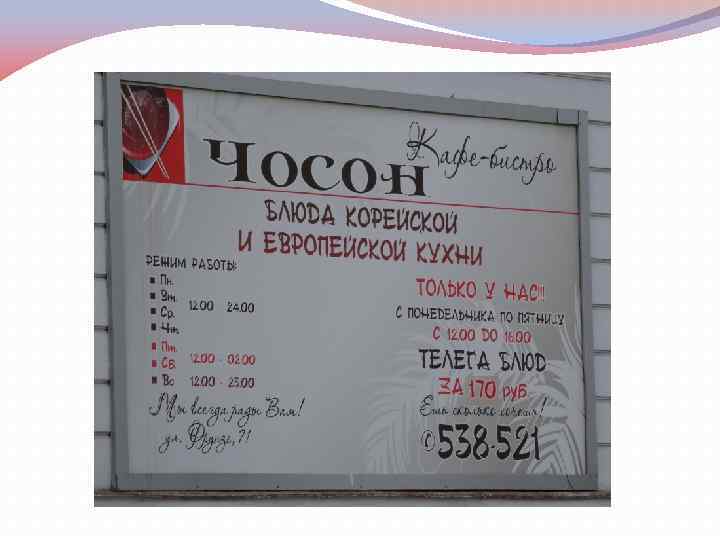 Кафе-бистро
ЧОСОН
БЛЮДА КОРЕЙСКОЙ
И ЕВРОПЕЙСКОЙ КУХНИ
РЕЖИМ РАБОТЫ:
Пн.
Вт.
Ср.
Чт.
12.00 - 24.00
Пт.
Сб.
12.00 - 02.00
Вс 12.00 - 23.00
Мы всегда рады Вам!
ул. Фрунзе, 71
ТОЛЬКО У НАС!!!
С ПОНЕДЕЛЬНИКА ПО ПЯТНИЦУ
С 12.00 ДО 16.00
ТЕЛЕГА БЛЮД
ЗА 170 РУБ.
Ешь сколько хочешь!
538-521